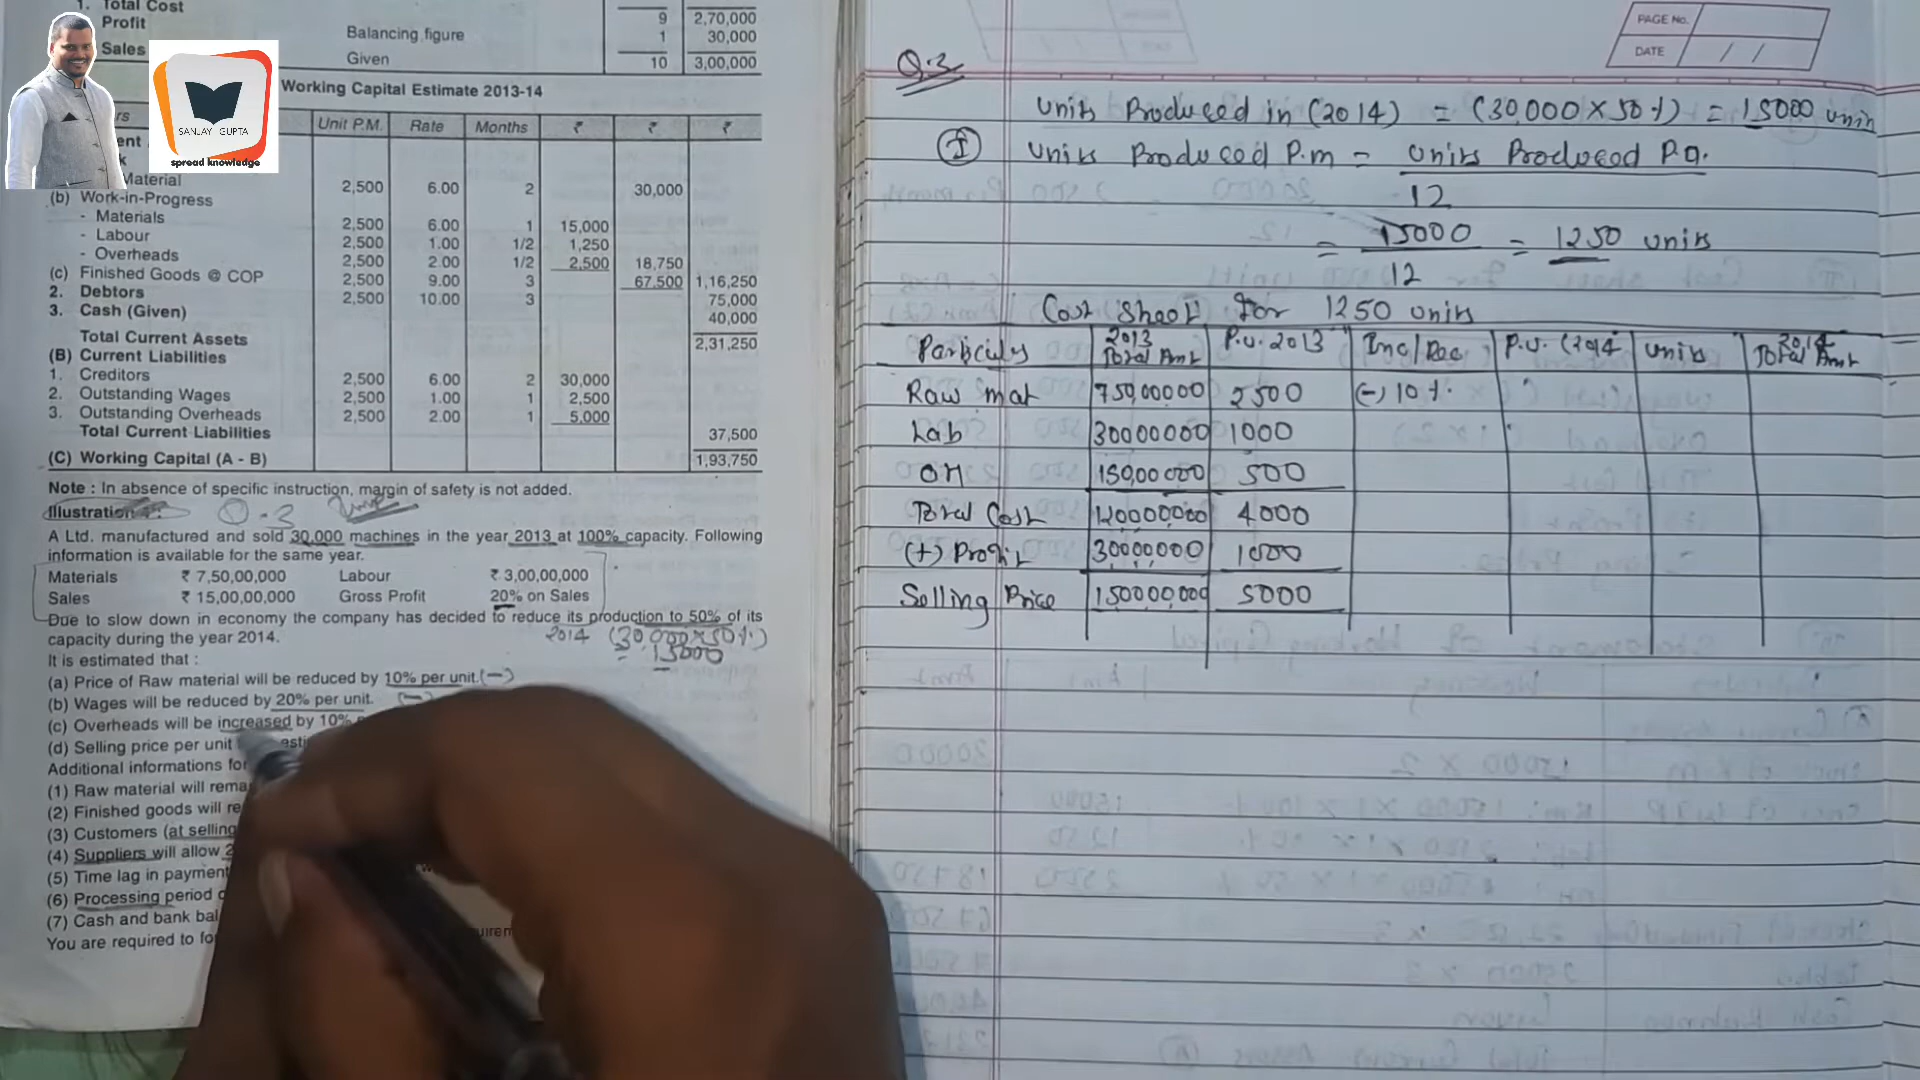 1. Total Cost 9 2,70,000
Profit Balancing figure 1 30,000
Sales Given 10 3,00,000
SANJAY GUPTA
spread knowledge
Working Capital Estimate 2013-14
rs Unit P.M. Rate Months ₹ ₹ ₹
ent
k
Material 2,500 6.00 2 30,000
(b) Work-in-Progress
- Materials 2,500 6.00 1 15,000
- Labour 2,500 1.00 1/2 1,250
- Overheads 2,500 2.00 1/2 2,500 18,750
(c) Finished Goods @ COP 2,500 9.00 3 67,500 1,16,250
2. Debtors 2,500 10.00 3 75,000
3. Cash (Given) 40,000
Total Current Assets 2,31,250
(B) Current Liabilities
1. Creditors 2,500 6.00 2 30,000
2. Outstanding Wages 2,500 1.00 1 2,500
3. Outstanding Overheads 2,500 2.00 1 5,000
Total Current Liabilities 37,500
(C) Working Capital (A - B) 1,93,750
Note : In absence of specific instruction, margin of safety is not added.
Illustration Q-3
A Ltd. manufactured and sold 30,000 machines in the year 2013 at 100% capacity. Following
information is available for the same year.
Materials ₹ 7,50,00,000 Labour ₹ 3,00,00,000
Sales ₹ 15,00,00,000 Gross Profit 20% on Sales
Due to slow down in economy the company has decided to reduce its production to 50% of its
capacity during the year 2014. 2014 (30,000×50%)
15000
It is estimated that :
(a) Price of Raw material will be reduced by 10% per unit. (-)
(b) Wages will be reduced by 20% per unit. (-)
(c) Overheads will be increased by 10%
(d) Selling price per unit esti
Additional informations for
(1) Raw material will rema
(2) Finished goods will re
(3) Customers (at selling
(4) Suppliers will allow 2
(5) Time lag in payment
(6) Processing period o
(7) Cash and bank bal
You are required to fo uirem
PAGE No.
DATE / /
Q.3
Units Produced in (2014) = (30,000 × 50%) = 15000 units
(I) Units Produced P.m = Units Produced P.a.
12
= 15000 = 1250 units
12
Cost Sheet for 1250 units
Particulrs 2013 Total Amt P.U. 2013 Inc/Dec P.U. (2014 units 2014 Total Amt
Raw mat 75,00,0000 2500 (-) 10%.
Lab 30000000 1000
OH 150,00,000 500
Total Cost 120000000 4000
(+) Profit 30000000 1000
Selling Price 150000000 5000